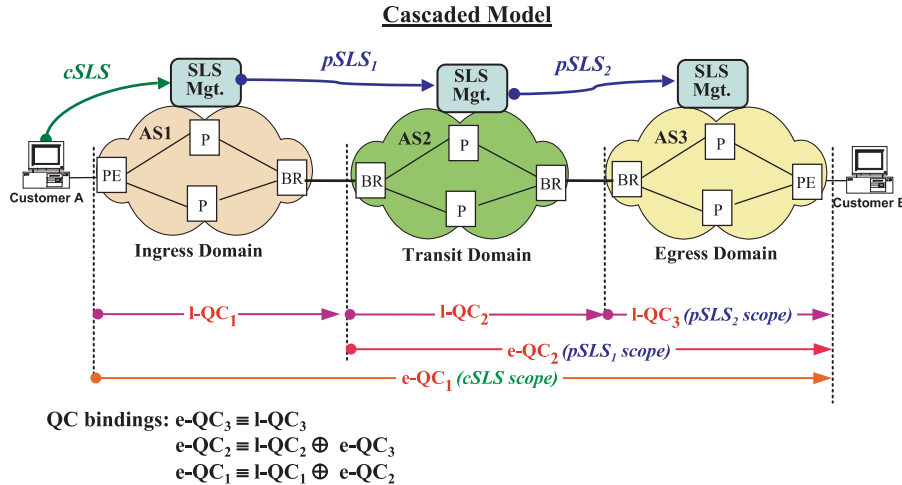 Cascaded Model
cSLS
SLS Mgt.
pSLS₁
SLS Mgt.
pSLS₂
SLS Mgt.
AS1
P
AS2
P
AS3
P
PE
BR
BR
BR
BR
PE
P
P
P
Customer A
Customer B
Ingress Domain
Transit Domain
Egress Domain
l-QC₁
l-QC₂
l-QC₃ (pSLS₂ scope)
e-QC₂ (pSLS₁ scope)
e-QC₁ (cSLS scope)
QC bindings: e-QC₃ ≡ l-QC₃
e-QC₂ ≡ l-QC₂ ⊕ e-QC₃
e-QC₁ ≡ l-QC₁ ⊕ e-QC₂